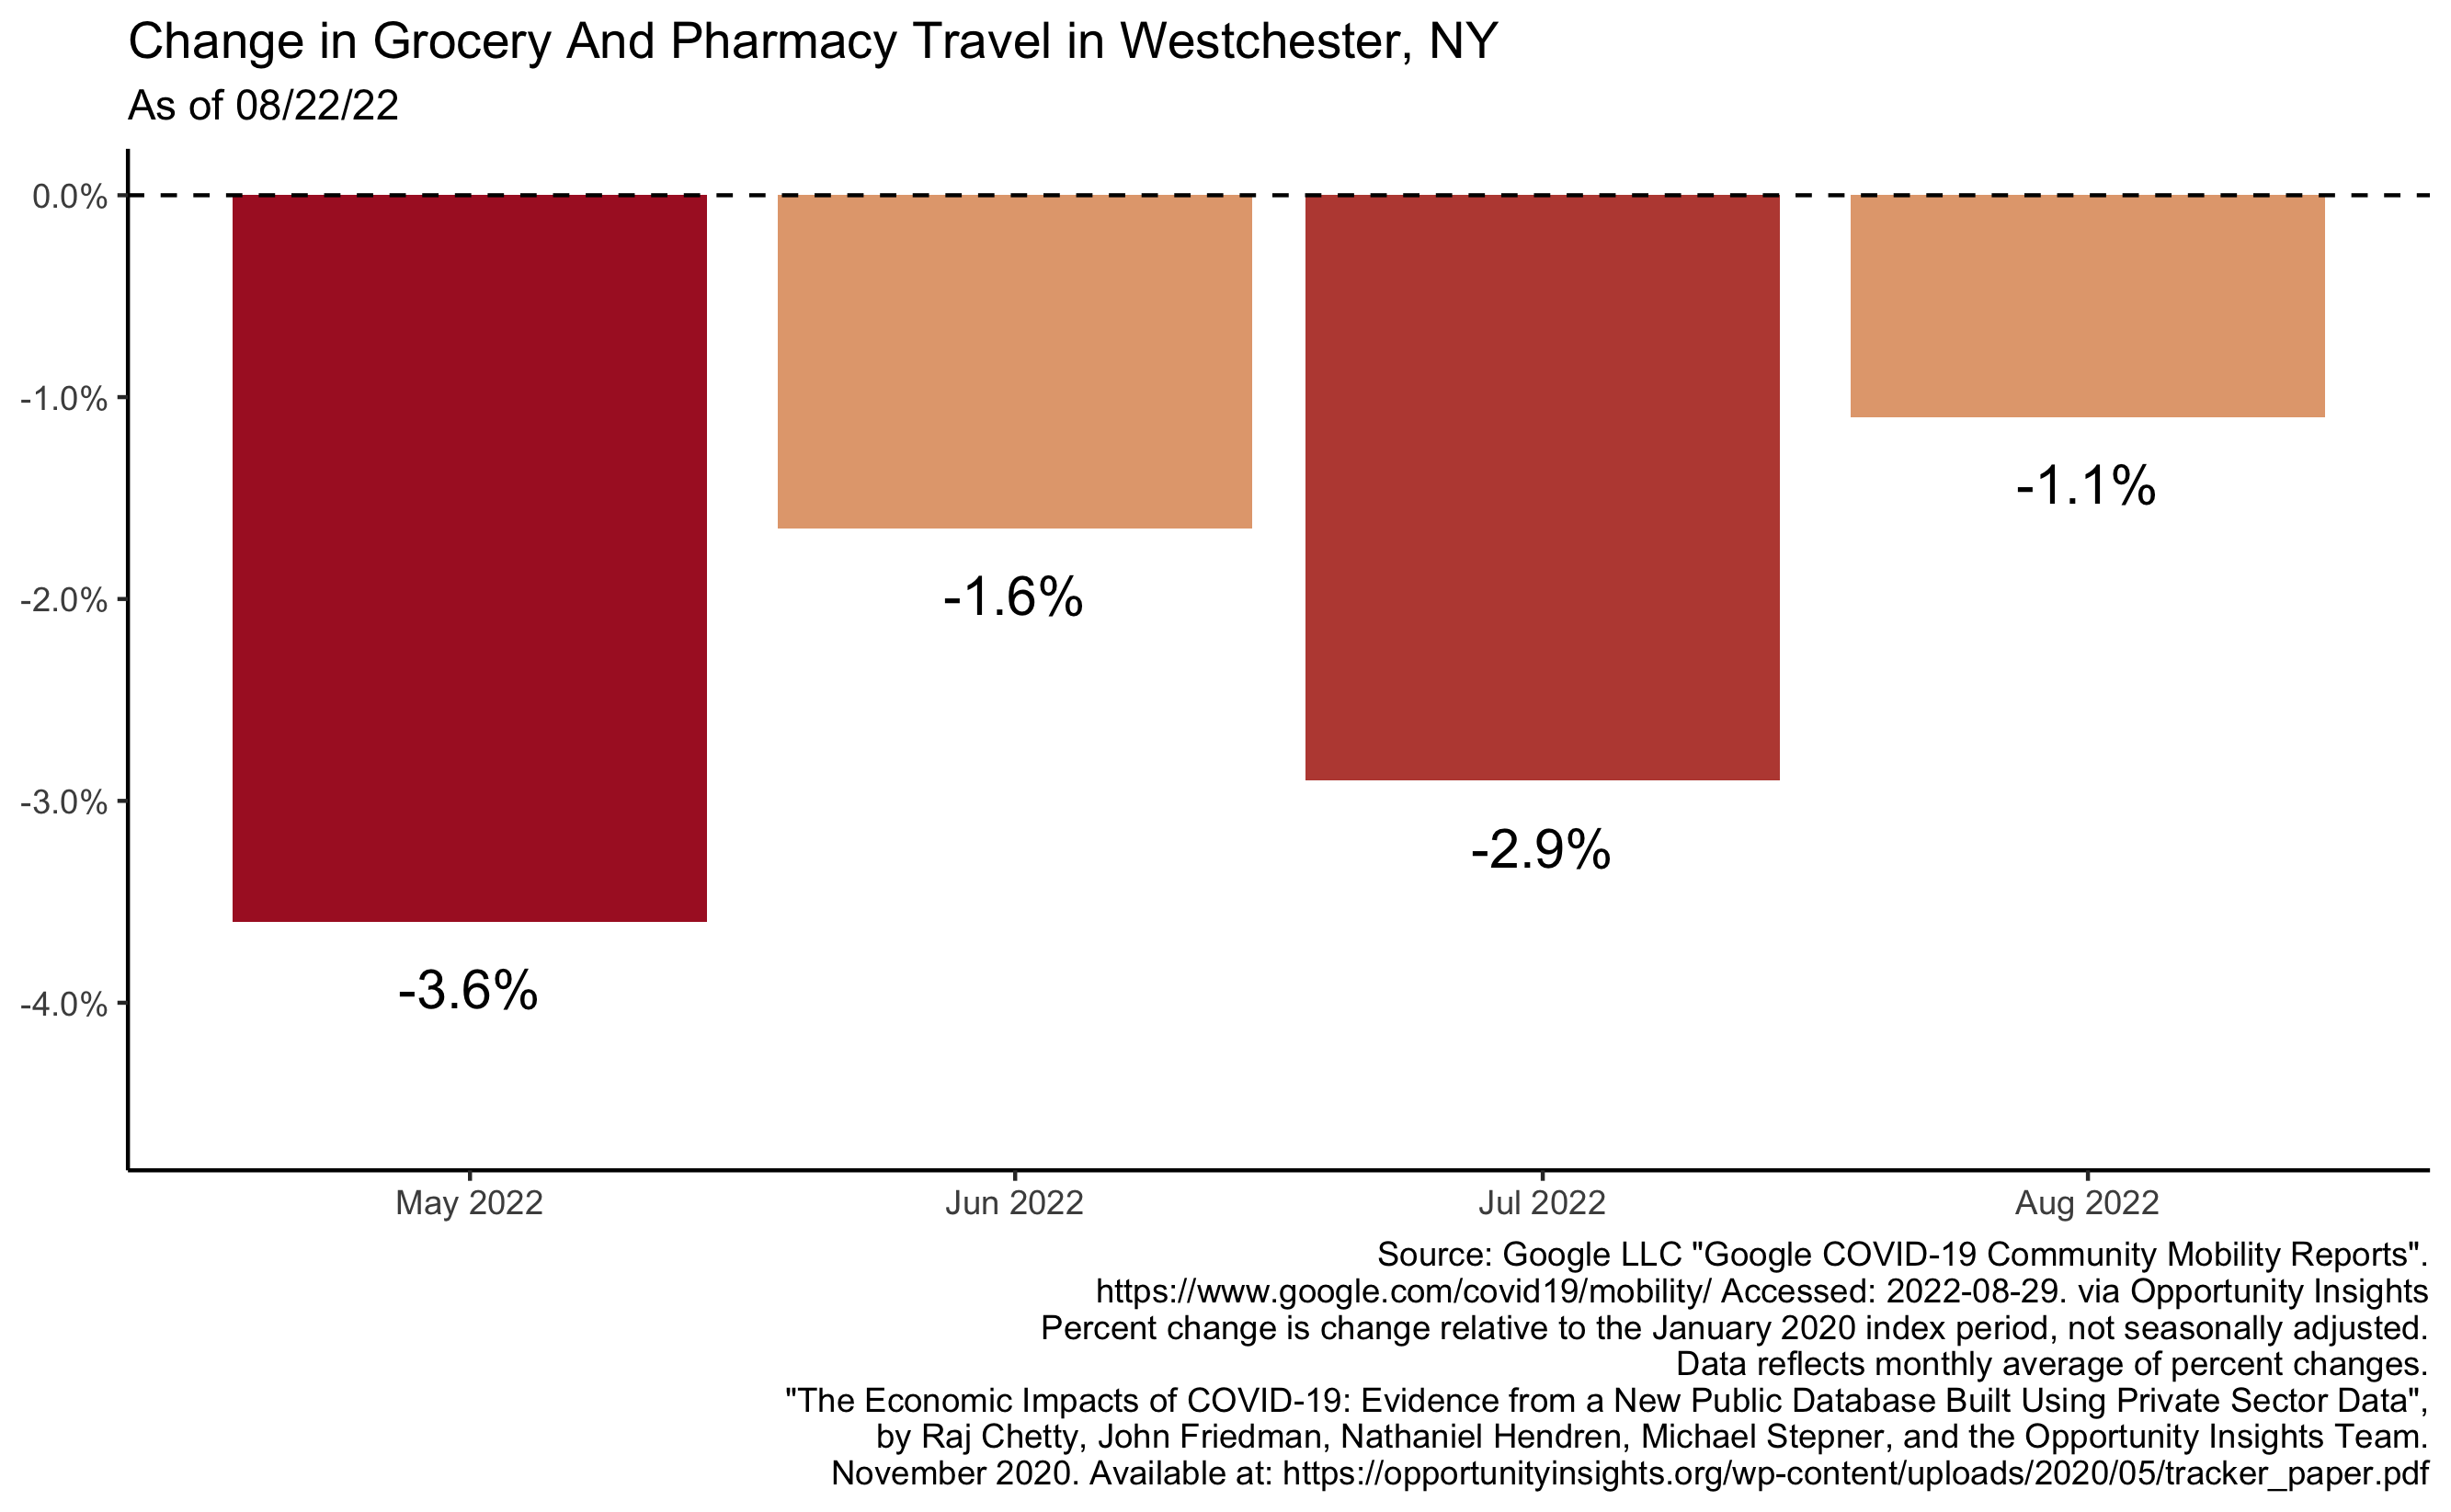 Change in Grocery And Pharmacy Travel in Westchester, NY
As of 08/22/22
0.0%
-1.0%
-2.0%
-3.0%
-4.0%
-3.6%
-1.6%
-2.9%
-1.1%
May 2022
Jun 2022
Jul 2022
Aug 2022
Source: Google LLC "Google COVID-19 Community Mobility Reports".
https://www.google.com/covid19/mobility/ Accessed: 2022-08-29. via Opportunity Insights
Percent change is change relative to the January 2020 index period, not seasonally adjusted.
Data reflects monthly average of percent changes.
"The Economic Impacts of COVID-19: Evidence from a New Public Database Built Using Private Sector Data",
by Raj Chetty, John Friedman, Nathaniel Hendren, Michael Stepner, and the Opportunity Insights Team.
November 2020. Available at: https://opportunityinsights.org/wp-content/uploads/2020/05/tracker_paper.pdf